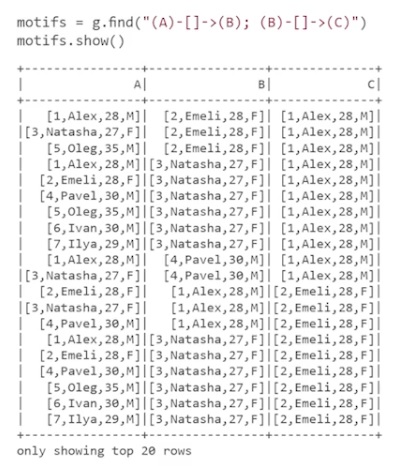 motifs = g.find("(A)-[]->(B); (B)-[]->(C)")
motifs.show()
+----------------+----------------+----------------+
|               A|               B|               C|
+----------------+----------------+----------------+
|   [1,Alex,28,M]|  [2,Emeli,28,F]|   [1,Alex,28,M]|
|[3,Natasha,27,F]|  [2,Emeli,28,F]|   [1,Alex,28,M]|
|   [5,Oleg,35,M]|  [2,Emeli,28,F]|   [1,Alex,28,M]|
|   [1,Alex,28,M]|[3,Natasha,27,F]|   [1,Alex,28,M]|
|  [2,Emeli,28,F]|[3,Natasha,27,F]|   [1,Alex,28,M]|
|  [4,Pavel,30,M]|[3,Natasha,27,F]|   [1,Alex,28,M]|
|   [5,Oleg,35,M]|[3,Natasha,27,F]|   [1,Alex,28,M]|
|   [6,Ivan,30,M]|[3,Natasha,27,F]|   [1,Alex,28,M]|
|   [7,Ilya,29,M]|[3,Natasha,27,F]|   [1,Alex,28,M]|
|   [1,Alex,28,M]|  [4,Pavel,30,M]|   [1,Alex,28,M]|
|[3,Natasha,27,F]|  [4,Pavel,30,M]|   [1,Alex,28,M]|
|  [2,Emeli,28,F]|   [1,Alex,28,M]|  [2,Emeli,28,F]|
|[3,Natasha,27,F]|   [1,Alex,28,M]|  [2,Emeli,28,F]|
|  [4,Pavel,30,M]|   [1,Alex,28,M]|  [2,Emeli,28,F]|
|   [1,Alex,28,M]|[3,Natasha,27,F]|  [2,Emeli,28,F]|
|  [2,Emeli,28,F]|[3,Natasha,27,F]|  [2,Emeli,28,F]|
|  [4,Pavel,30,M]|[3,Natasha,27,F]|  [2,Emeli,28,F]|
|   [5,Oleg,35,M]|[3,Natasha,27,F]|  [2,Emeli,28,F]|
|   [6,Ivan,30,M]|[3,Natasha,27,F]|  [2,Emeli,28,F]|
|   [7,Ilya,29,M]|[3,Natasha,27,F]|  [2,Emeli,28,F]|
+----------------+----------------+----------------+
only showing top 20 rows